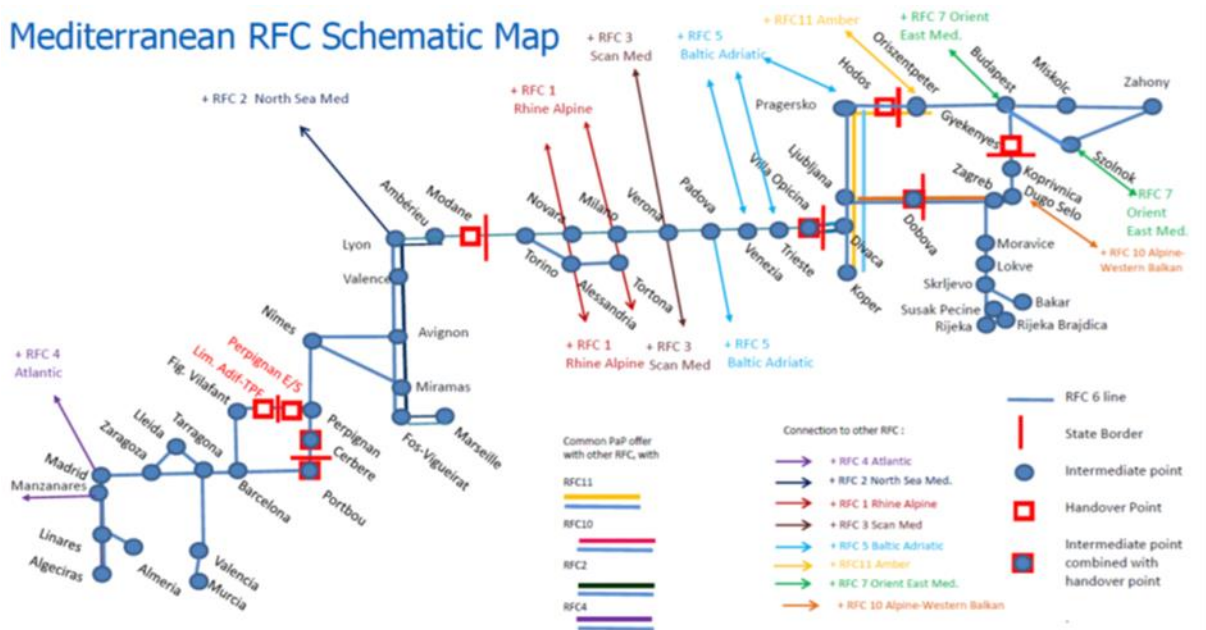 Mediterranean RFC Schematic Map
+ RFC 2 North Sea Med
+ RFC 1
Rhine Alpine
+ RFC 3
Scan Med
+ RFC 5
Baltic Adriatic
+ RFC11 Amber
+ RFC 7 Orient
East Med.
Hodos
Oriszentpeter
Budapest
Miskolc
Zahony
Pragersko
Gyekenyes
Szolnok
Koprivnica
Zagreb
Dugo Selo
+RFC 7
Orient
East Med.
+ RFC 10 Alpine-
Western Balkan
Ljubljana
Villa Opicina
Dobova
Divaca
Koper
Moravice
Lokve
Skrljevo
Bakar
Susak Pecine
Rijeka
Rijeka Brajdica
Ambérieu
Modane
Novara
Milano
Verona
Padova
Venezia
Trieste
Torino
Alessandria
Tortona
+ RFC 1
Rhine Alpine
+ RFC 3
Scan Med
+ RFC 5
Baltic Adriatic
Lyon
Valence
Nimes
Avignon
Miramas
Fos-Vigueirat
Marseille
Perpignan E/S
Lim. Adif-TPF
Fig. Vilafant
Perpignan
Cerbere
Portbou
+ RFC 4
Atlantic
Tarragona
Lleida
Zaragoza
Madrid
Manzanares
Barcelona
Linares
Algeciras
Almeria
Valencia
Murcia
Common PaP offer
with other RFC, with
RFC11
RFC10
RFC2
RFC4
Connection to other RFC :
+ RFC 4 Atlantic
+ RFC 2 North Sea Med.
+ RFC 1 Rhine Alpine
+ RFC 3 Scan Med
+ RFC 5 Baltic Adriatic
+ RFC11 Amber
+ RFC 7 Orient East Med.
+ RFC 10 Alpine-Western Balkan
RFC 6 line
State Border
Intermediate point
Handover Point
Intermediate point
combined with
handover point